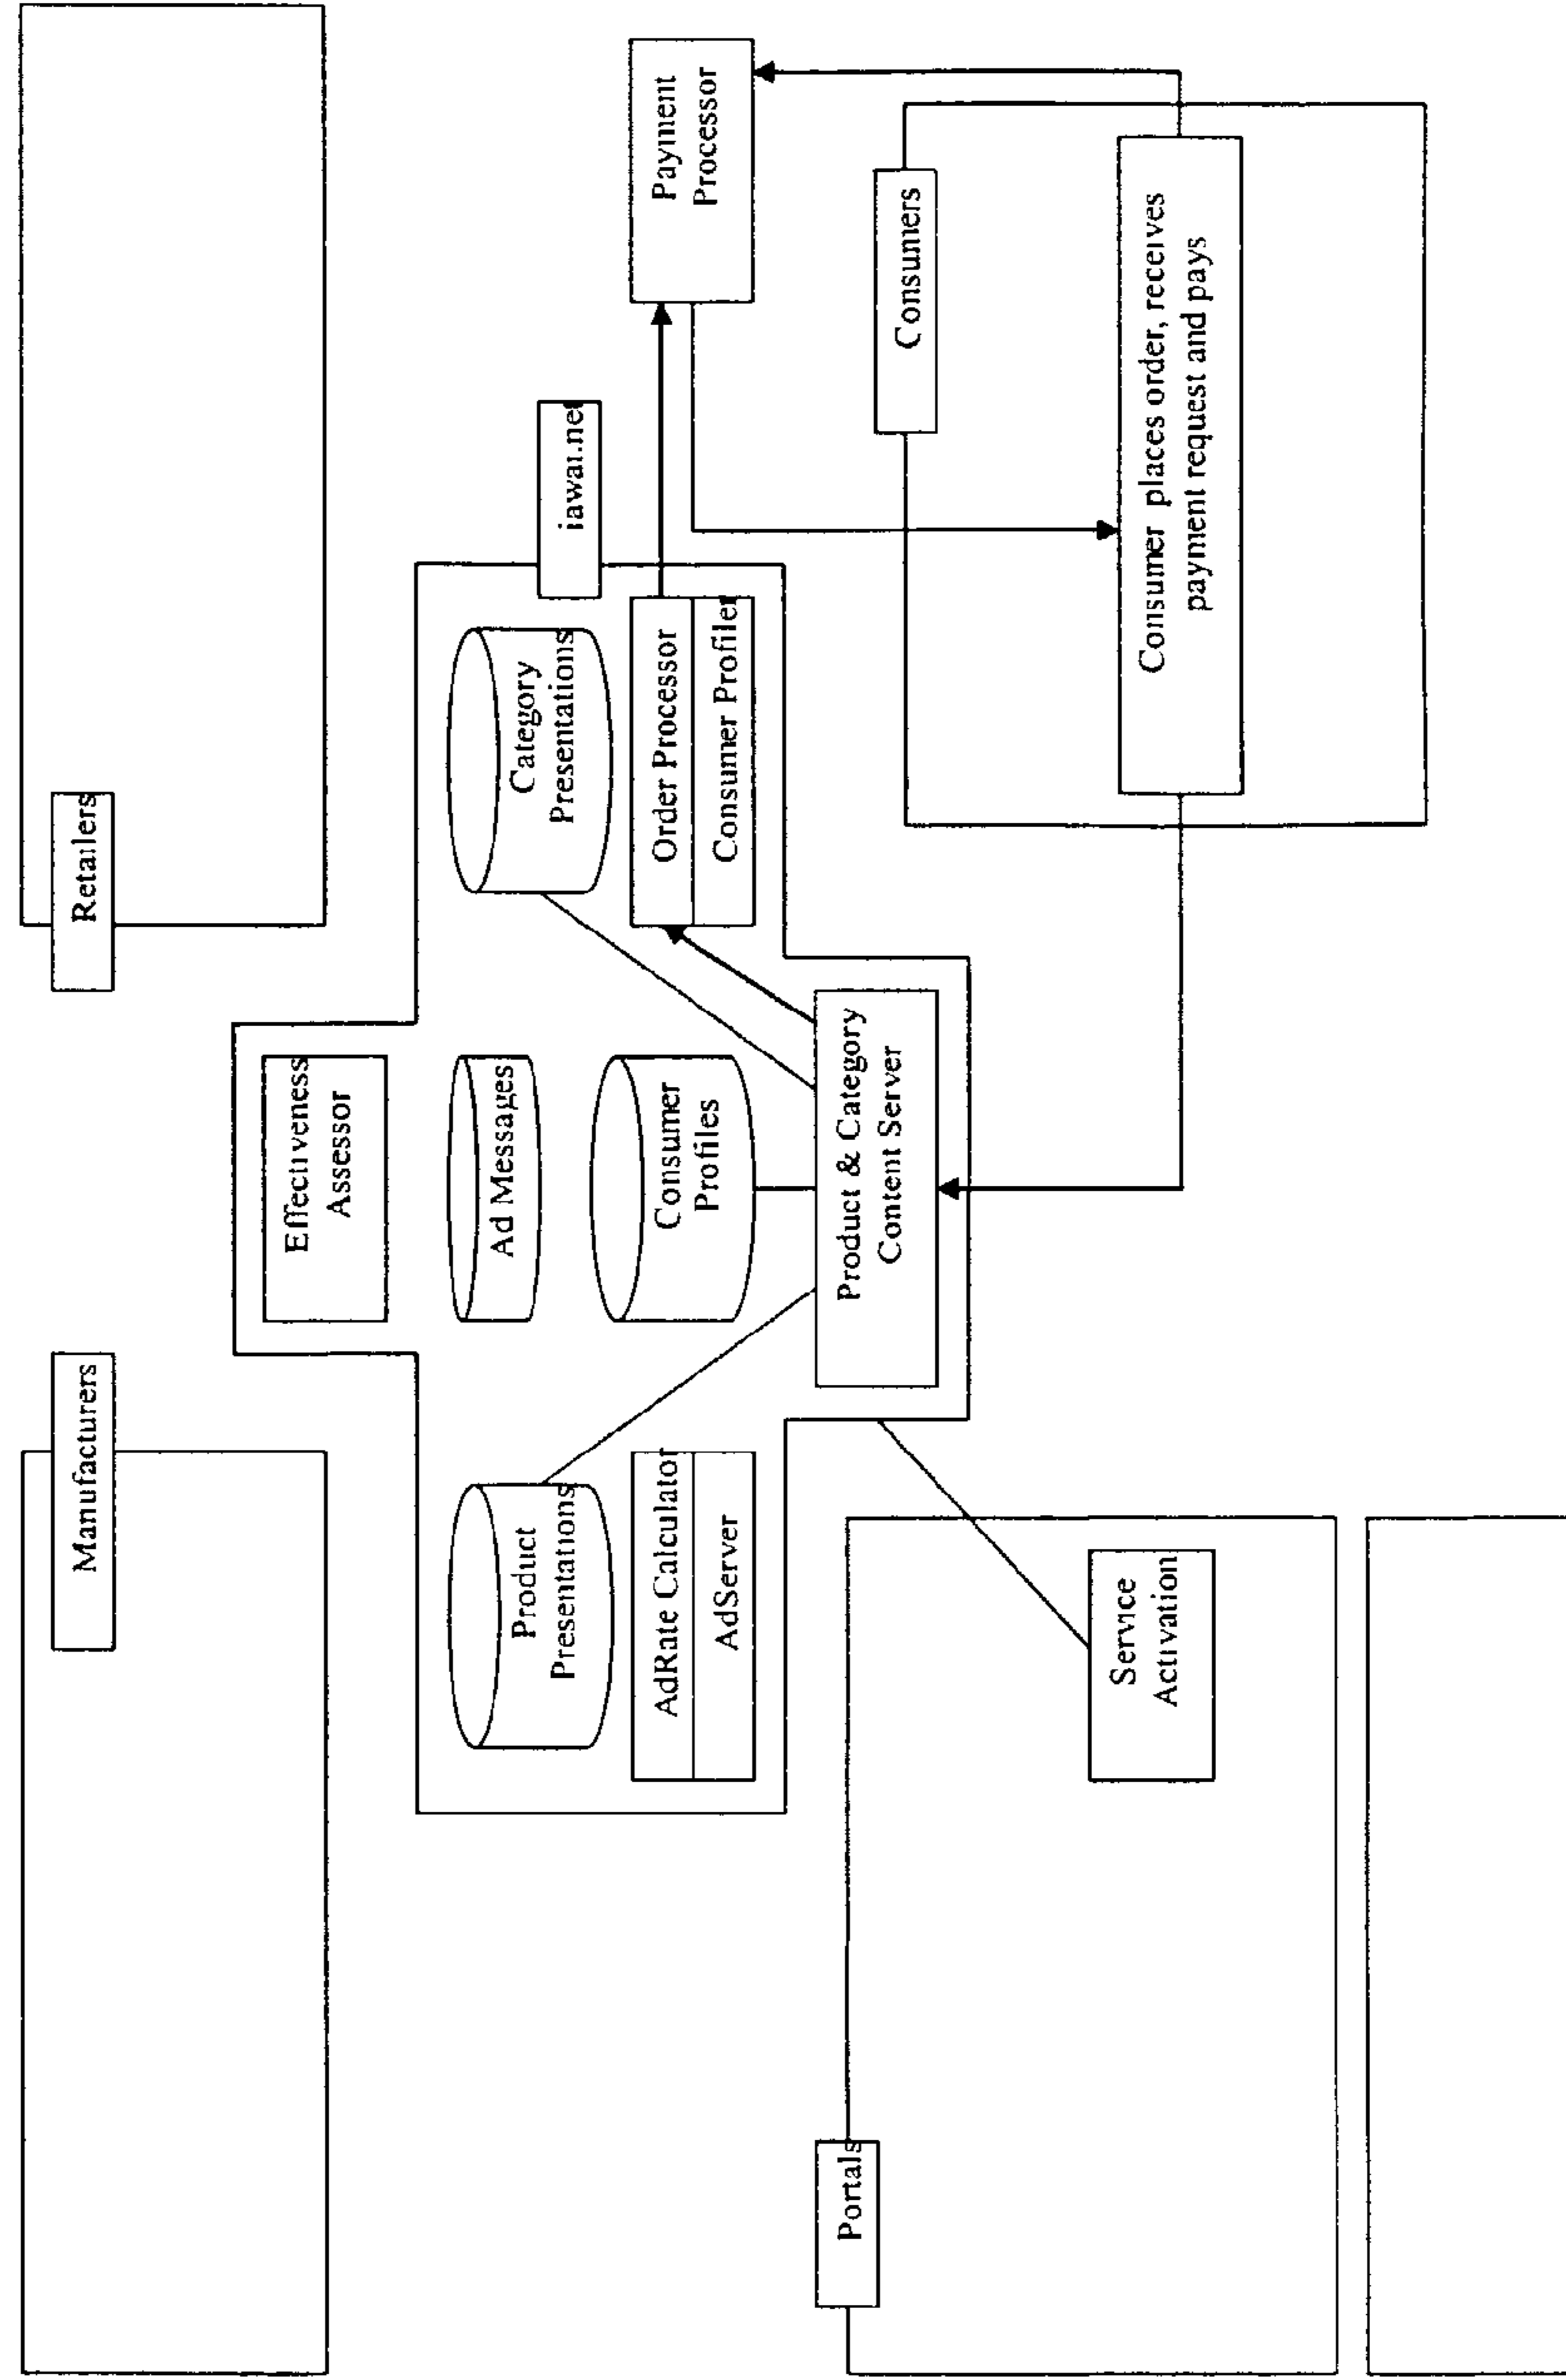 Manufacturers
Retailers
Effectiveness
Assessor
Product
Presentations
Ad Messages
Category
Presentations
iawai.net
AdRate Calculator
AdServer
Consumer
Profiles
Order Processor
Consumer Profiler
Payment
Processor
Product & Category
Content Server
Portals
Consumers
Service
Activation
Consumer places order, receives
payment request and pays